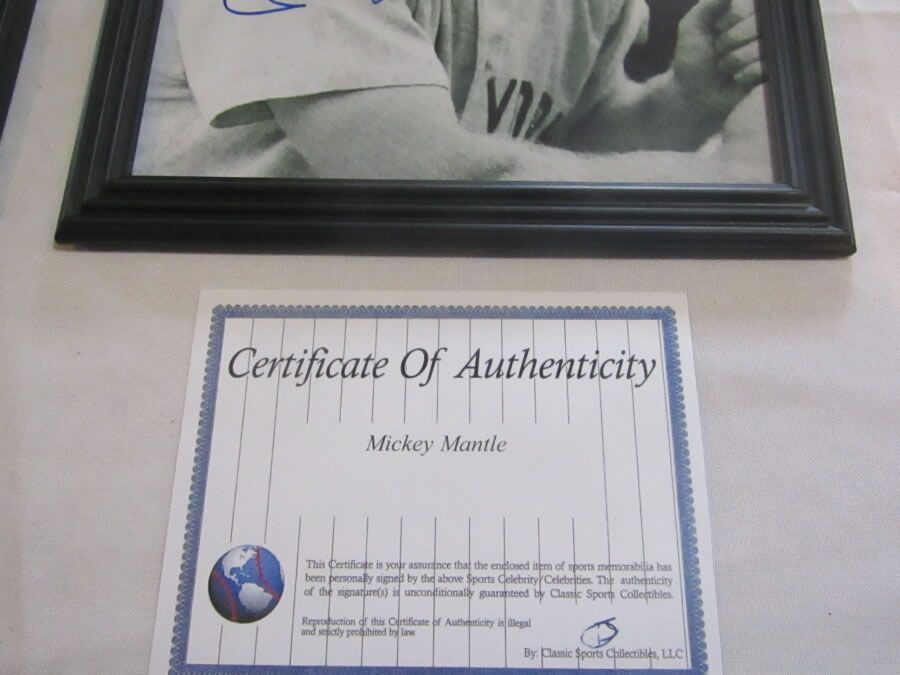 Certificate Of Authenticity
Mickey Mantle
This Certificate is your assurance that the enclosed item of sports memorabilia has
been personally signed by the above Sports Celebrity/Celebrities. The authenticity
of the signature(s) is unconditionally guaranteed by Classic Sports Collectibles.
Reproduction of this Certificate of Authenticity is illegal
and strictly prohibited by law.
By: Classic Sports Collectibles, LLC